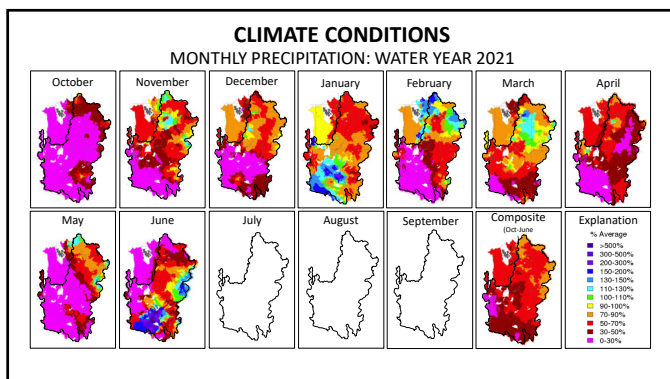 CLIMATE CONDITIONS
MONTHLY PRECIPITATION: WATER YEAR 2021
October
November
December
January
February
March
April
May
June
July
August
September
Composite
(Oct-June
Explanation
% Average
>500%
300-500%
200-300%
150-200%
130-150%
110-130%
100-110%
90-100%
70-90%
50-70%
30-50%
0-30%